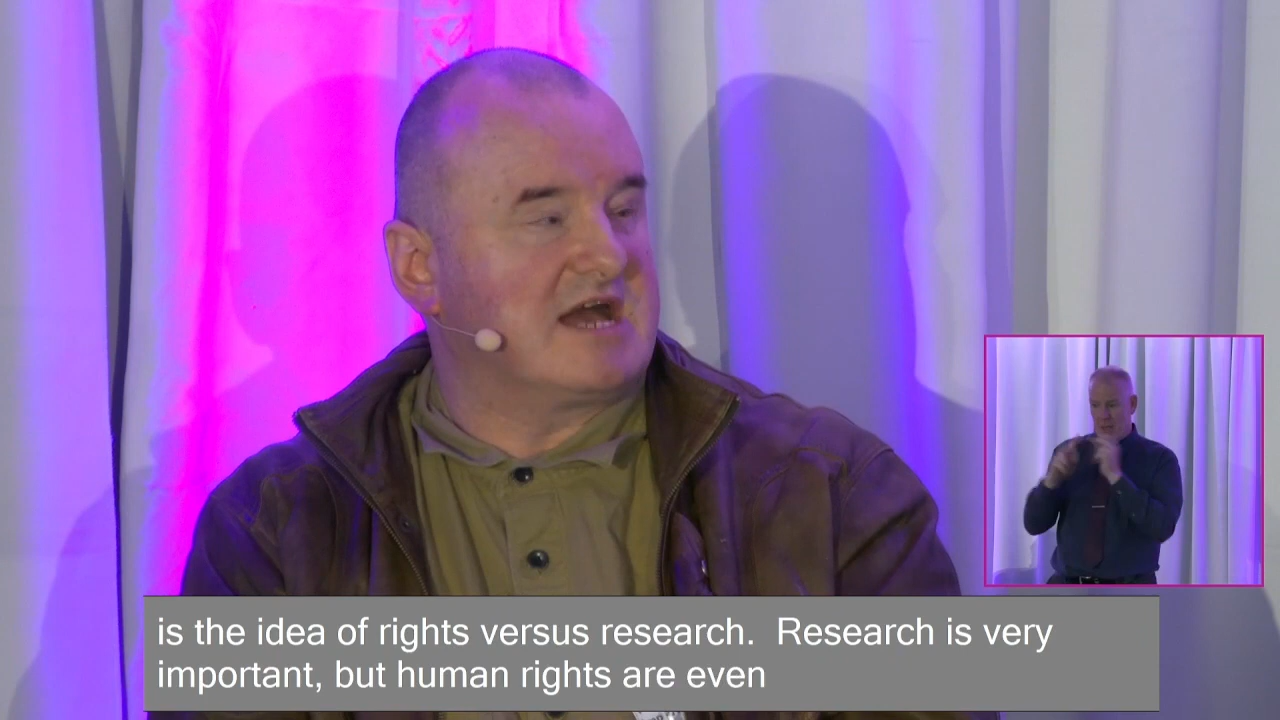 is the idea of rights versus research.  Research is very
important, but human rights are even